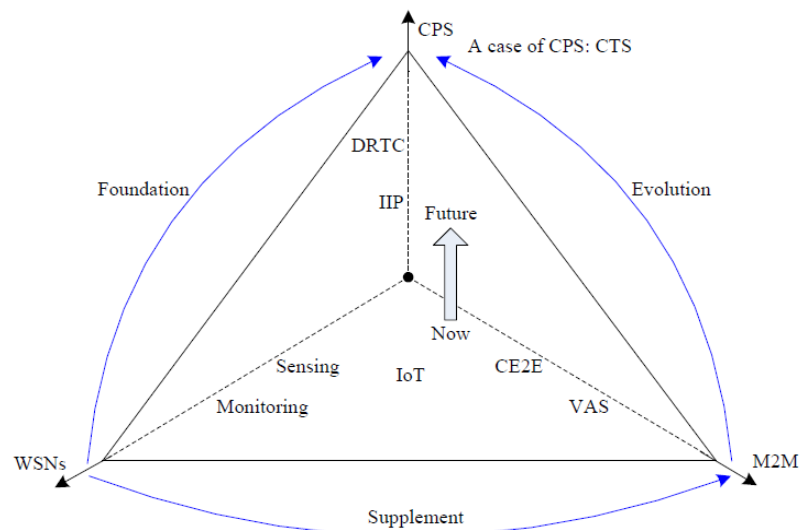 CPS
A case of CPS: CTS
DRTC
Foundation
Evolution
IIP
Future
Now
Sensing
IoT
CE2E
Monitoring
VAS
WSNs
M2M
Supplement